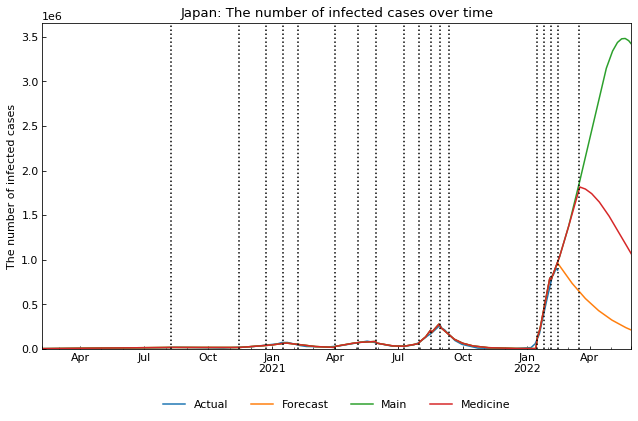 Japan: The number of infected cases over time
1e6
3.5
3.0
2.5
2.0
1.5
1.0
0.5
0.0
The number of infected cases
Apr Jul Oct Jan Apr Jul Oct Jan Apr
2021 2022
Actual Forecast Main Medicine